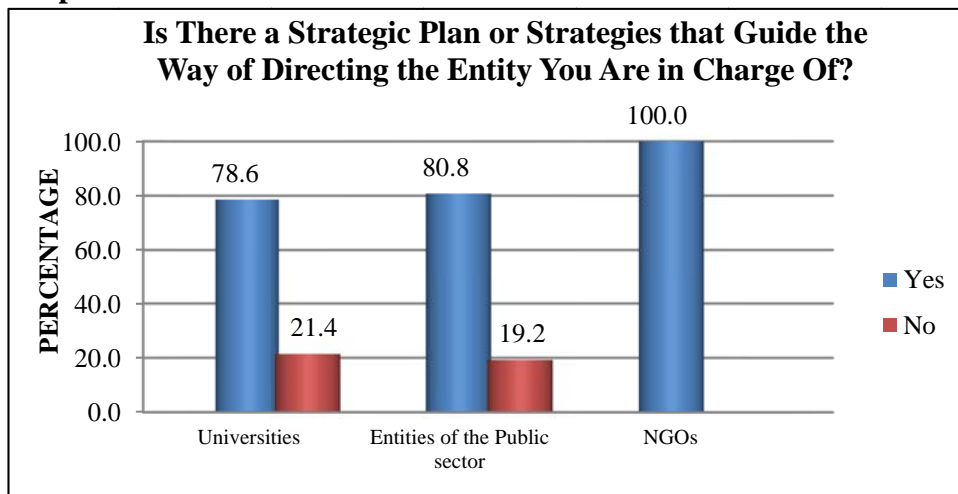 Is There a Strategic Plan or Strategies that Guide the
Way of Directing the Entity You Are in Charge Of?
100.0
100.0
80.8
78.6
80.0
60.0
40.0
21.4
19.2
20.0
0.0
PERCENTAGE
Yes
No
Universities
Entities of the Public
sector
NGOs